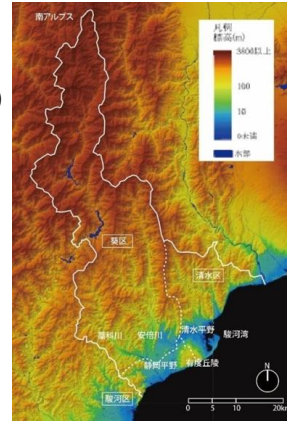 南アルプス
凡例
標高(m)
3800以上
100
10
0未満
水部
葵区
清水区
藁科川
安倍川
清水平野
駿河湾
静岡平野
有度丘陵
駿河区
N
0
5
10
20km